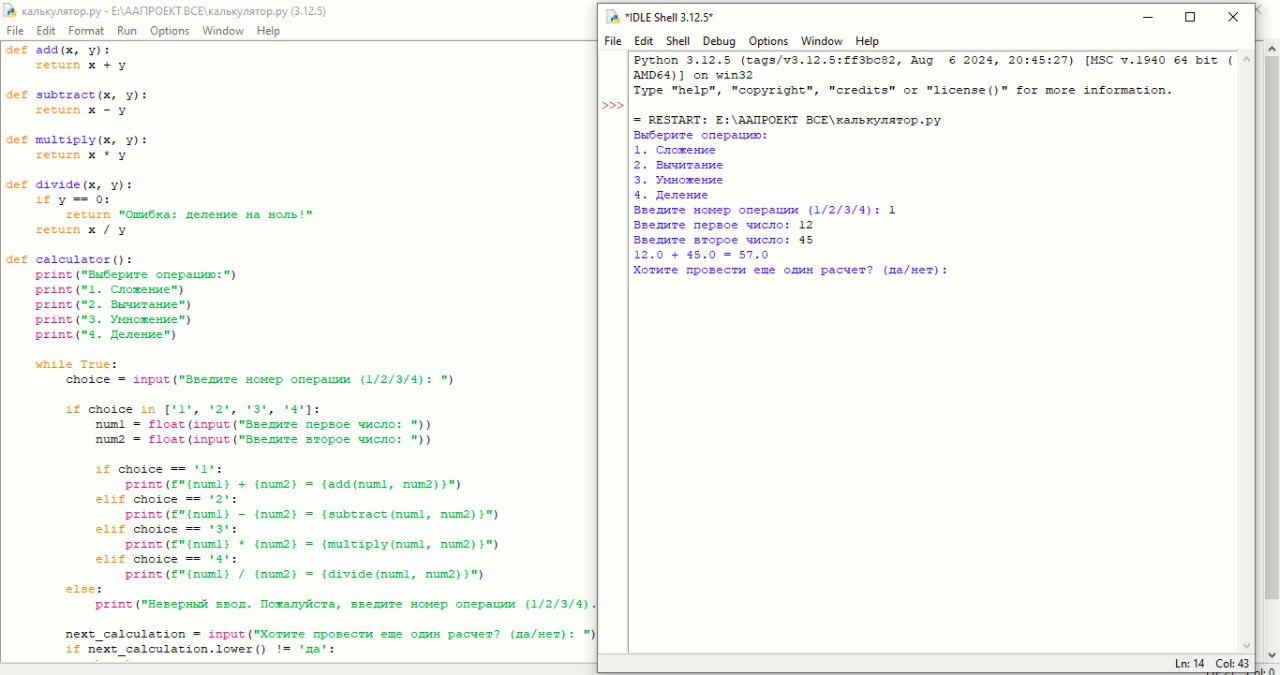 калькулятор.py - E:\ААПРОЕКТ ВСЕ\калькулятор.py (3.12.5)
File Edit Format Run Options Window Help
def add(x, y):
    return x + y

def subtract(x, y):
    return x - y

def multiply(x, y):
    return x * y

def divide(x, y):
    if y == 0:
        return "Ошибка: деление на ноль!"
    return x / y

def calculator():
    print("Выберите операцию:")
    print("1. Сложение")
    print("2. Вычитание")
    print("3. Умножение")
    print("4. Деление")

    while True:
        choice = input("Введите номер операции (1/2/3/4): ")

        if choice in ['1', '2', '3', '4']:
            num1 = float(input("Введите первое число: "))
            num2 = float(input("Введите второе число: "))

            if choice == '1':
                print(f"{num1} + {num2} = {add(num1, num2)}")
            elif choice == '2':
                print(f"{num1} - {num2} = {subtract(num1, num2)}")
            elif choice == '3':
                print(f"{num1} * {num2} = {multiply(num1, num2)}")
            elif choice == '4':
                print(f"{num1} / {num2} = {divide(num1, num2)}")
        else:
            print("Неверный ввод. Пожалуйста, введите номер операции (1/2/3/4).

        next_calculation = input("Хотите провести еще один расчет? (да/нет): ")
        if next_calculation.lower() != 'да':
*IDLE Shell 3.12.5*
File Edit Shell Debug Options Window Help
Python 3.12.5 (tags/v3.12.5:ff3bc82, Aug  6 2024, 20:45:27) [MSC v.1940 64 bit (
AMD64)] on win32
Type "help", "copyright", "credits" or "license()" for more information.
>>>
= RESTART: E:\ААПРОЕКТ ВСЕ\калькулятор.py
Выберите операцию:
1. Сложение
2. Вычитание
3. Умножение
4. Деление
Введите номер операции (1/2/3/4): 1
Введите первое число: 12
Введите второе число: 45
12.0 + 45.0 = 57.0
Хотите провести еще один расчет? (да/нет):
Ln: 14 Col: 43